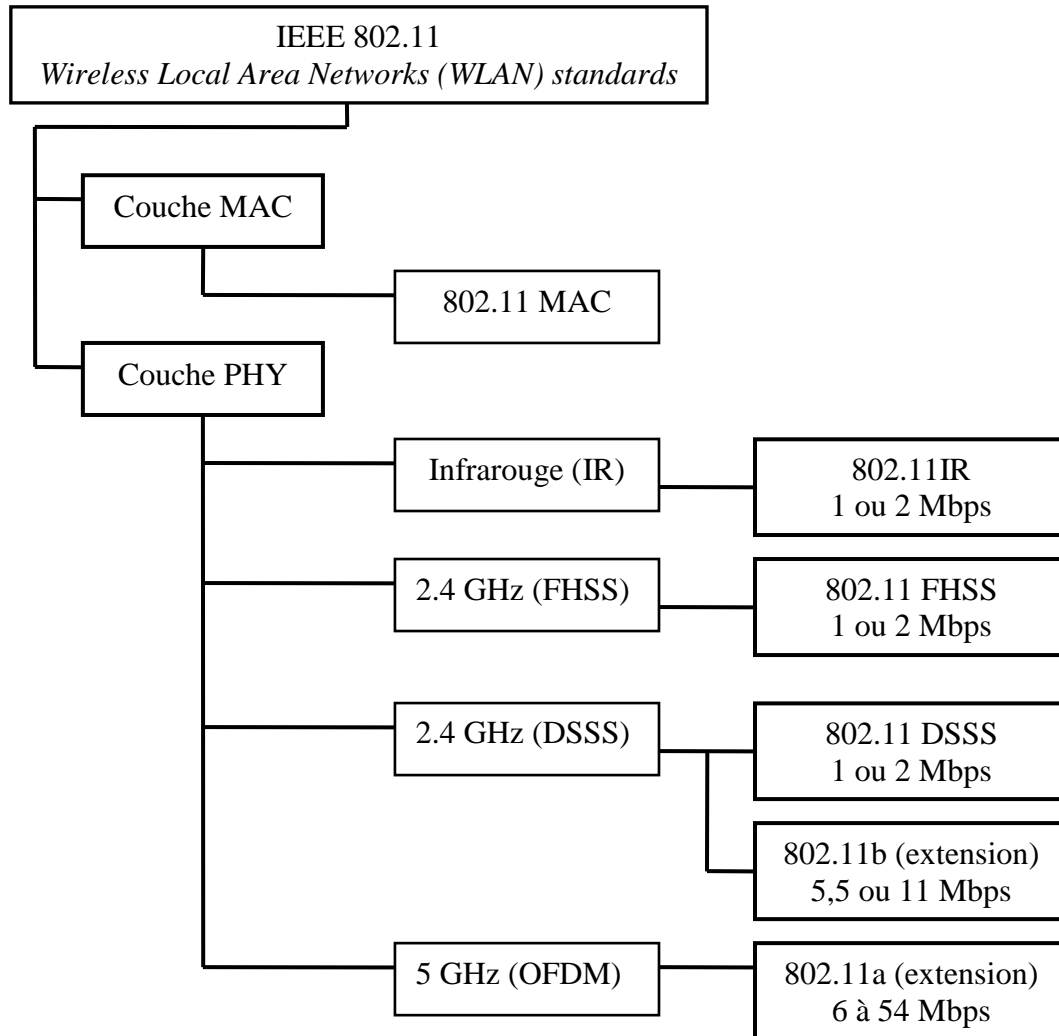 IEEE 802.11
Wireless Local Area Networks (WLAN) standards
Couche MAC
802.11 MAC
Couche PHY
Infrarouge (IR)
802.11IR
1 ou 2 Mbps
2.4 GHz (FHSS)
802.11 FHSS
1 ou 2 Mbps
2.4 GHz (DSSS)
802.11 DSSS
1 ou 2 Mbps
802.11b (extension)
5,5 ou 11 Mbps
5 GHz (OFDM)
802.11a (extension)
6 à 54 Mbps